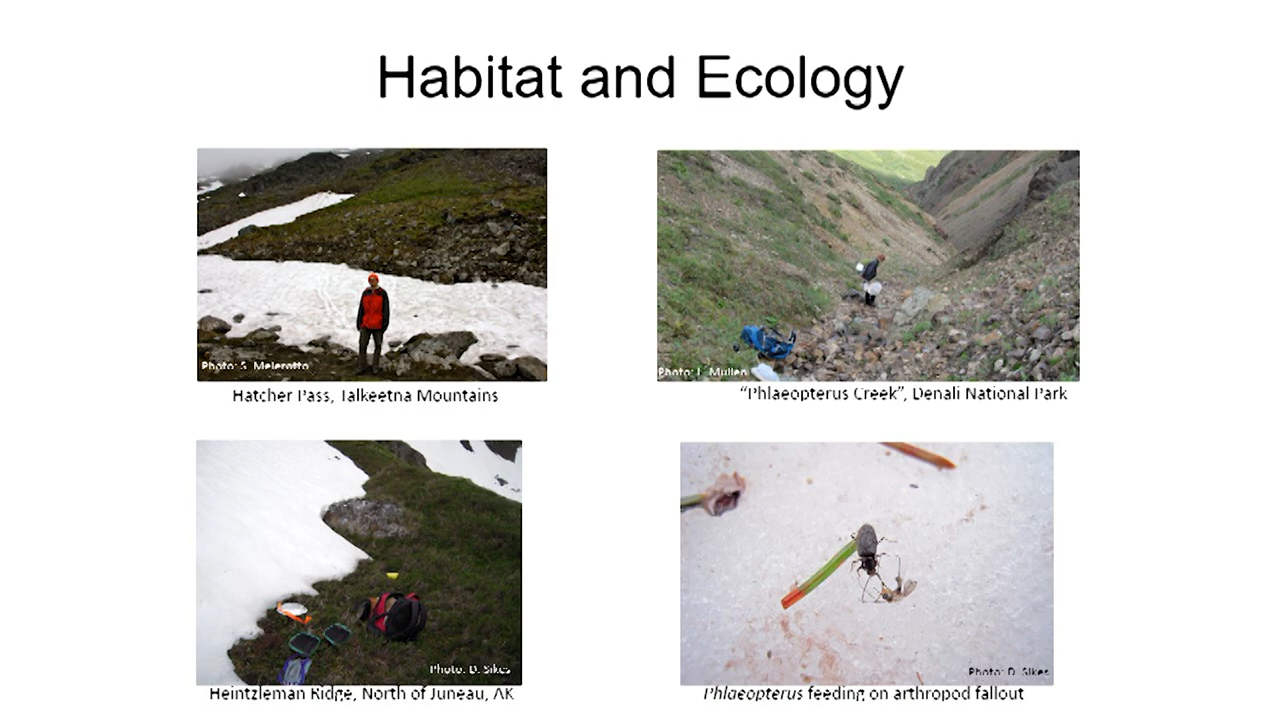 Habitat and Ecology
Photo: S. Meierotto
Photo: L. Mullen
Hatcher Pass, Talkeetna Mountains
“Phlaeopterus Creek”, Denali National Park
Photo: D. Sikes
Photo: D. Sikes
Heintzleman Ridge, North of Juneau, AK
Phlaeopterus feeding on arthropod fallout